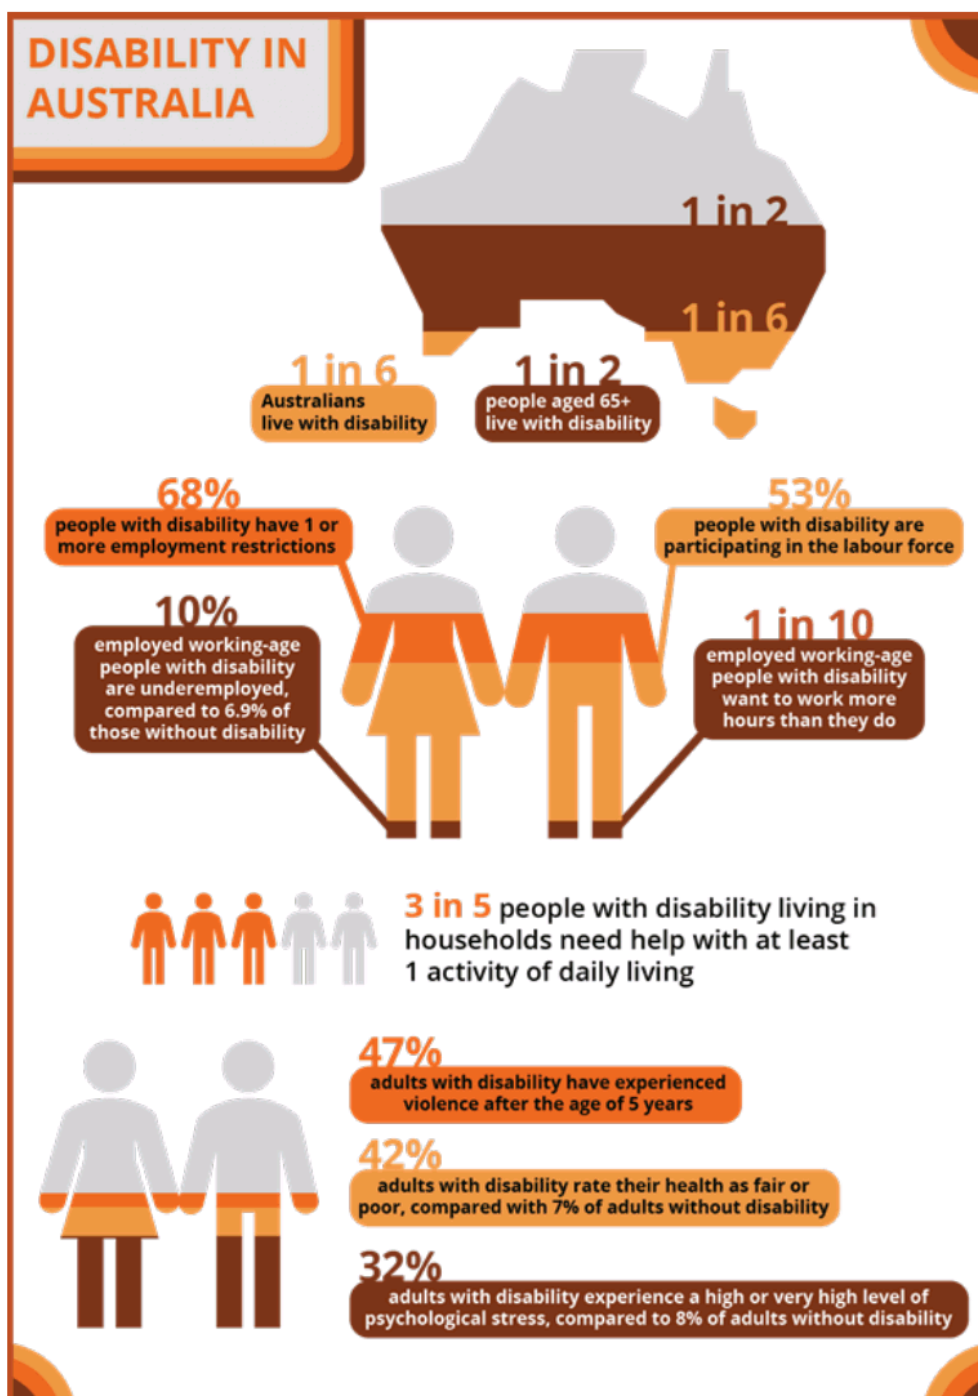 DISABILITY IN
AUSTRALIA
1 in 2
1 in 6
1 in 6
Australians
live with disability
1 in 2
people aged 65+
live with disability
68%
people with disability have 1 or
more employment restrictions
53%
people with disability are
participating in the labour force
10%
employed working-age
people with disability
are underemployed,
compared to 6.9% of
those without disability
1 in 10
employed working-age
people with disability
want to work more
hours than they do
3 in 5 people with disability living in
households need help with at least
1 activity of daily living
47%
adults with disability have experienced
violence after the age of 5 years
42%
adults with disability rate their health as fair or
poor, compared with 7% of adults without disability
32%
adults with disability experience a high or very high level of
psychological stress, compared to 8% of adults without disability